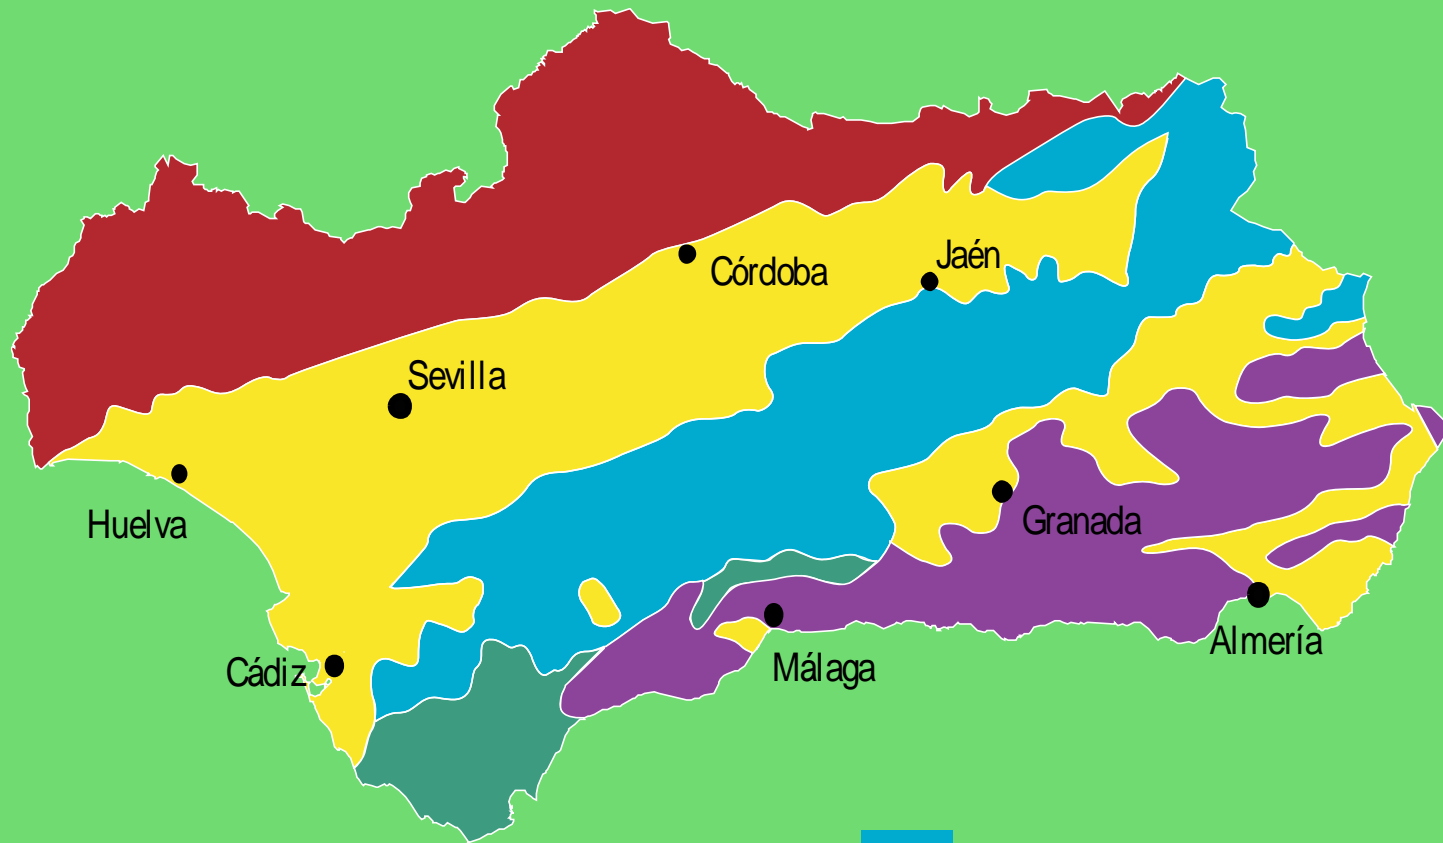 Jaén
Córdoba
Sevilla
Huelva
Granada
Almería
Cádiz
Málaga